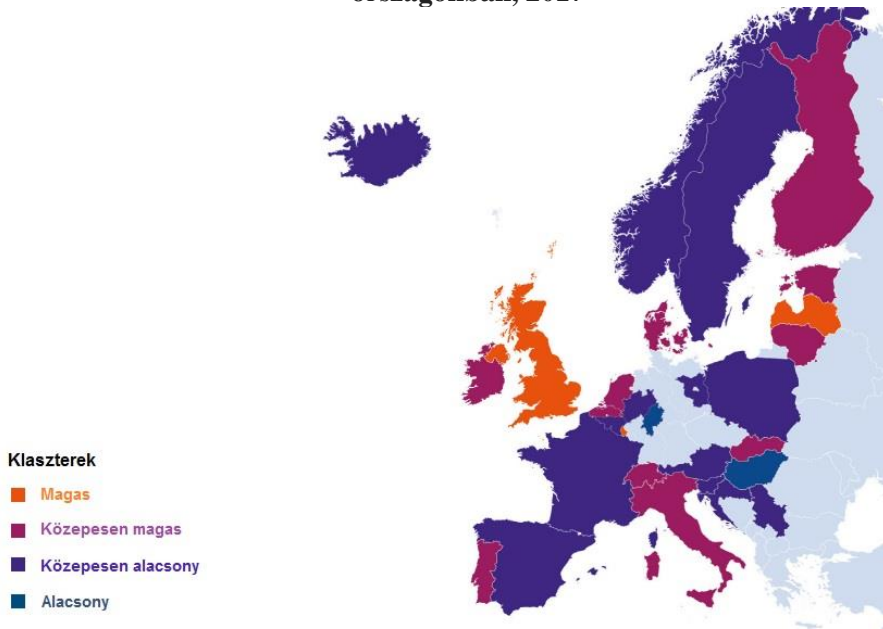 Klaszterek
Magas
Közepesen magas
Közepesen alacsony
Alacsony